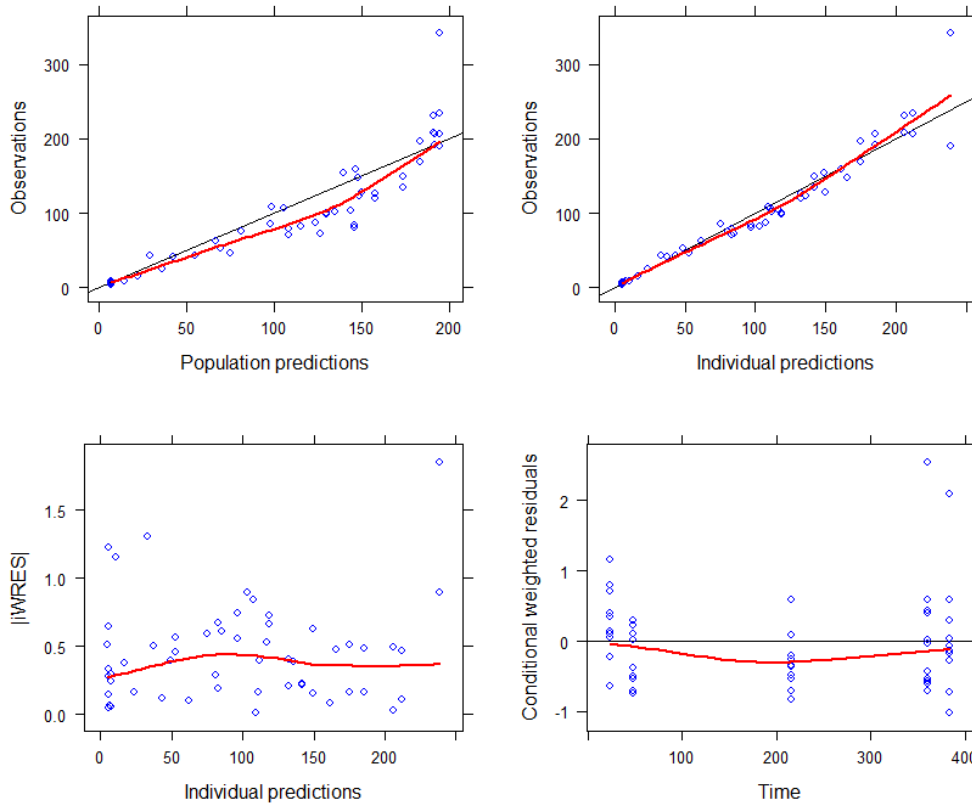 Observations
300
200
100
0
0 50 100 150 200
Population predictions
Observations
300
200
100
0
0 50 100 150 200
Individual predictions
|iWRES|
1.5
1.0
0.5
0.0
0 50 100 150 200
Individual predictions
Conditional weighted residuals
2
1
0
-1
100 200 300 400
Time